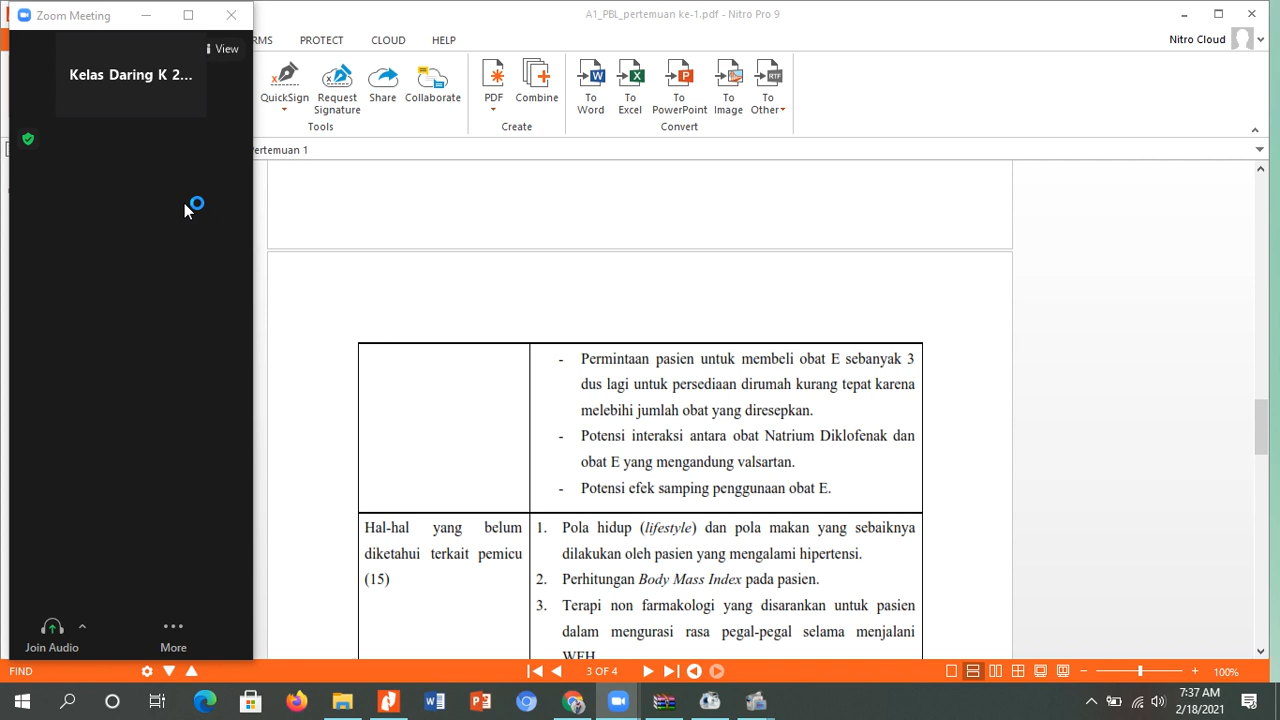 Zoom Meeting
View
Kelas Daring K 2...
Join Audio
More
A1_PBL_pertemuan ke-1.pdf - Nitro Pro 9
RMS PROTECT CLOUD HELP
Nitro Cloud
QuickSign
Request Signature
Share
Collaborate
Tools
PDF
Combine
Create
To Word
To Excel
To PowerPoint
To Image
To Other
Convert
RTF
ertemuan 1
- Permintaan pasien untuk membeli obat E sebanyak 3
dus lagi untuk persediaan dirumah kurang tepat karena
melebihi jumlah obat yang diresepkan.
- Potensi interaksi antara obat Natrium Diklofenak dan
obat E yang mengandung valsartan.
- Potensi efek samping penggunaan obat E.
Hal-hal yang belum
diketahui terkait pemicu
(15)
1. Pola hidup (lifestyle) dan pola makan yang sebaiknya
dilakukan oleh pasien yang mengalami hipertensi.
2. Perhitungan Body Mass Index pada pasien.
3. Terapi non farmakologi yang disarankan untuk pasien
dalam mengurasi rasa pegal-pegal selama menjalani
WFH
FIND
3 OF 4
100%
7:37 AM
2/18/2021